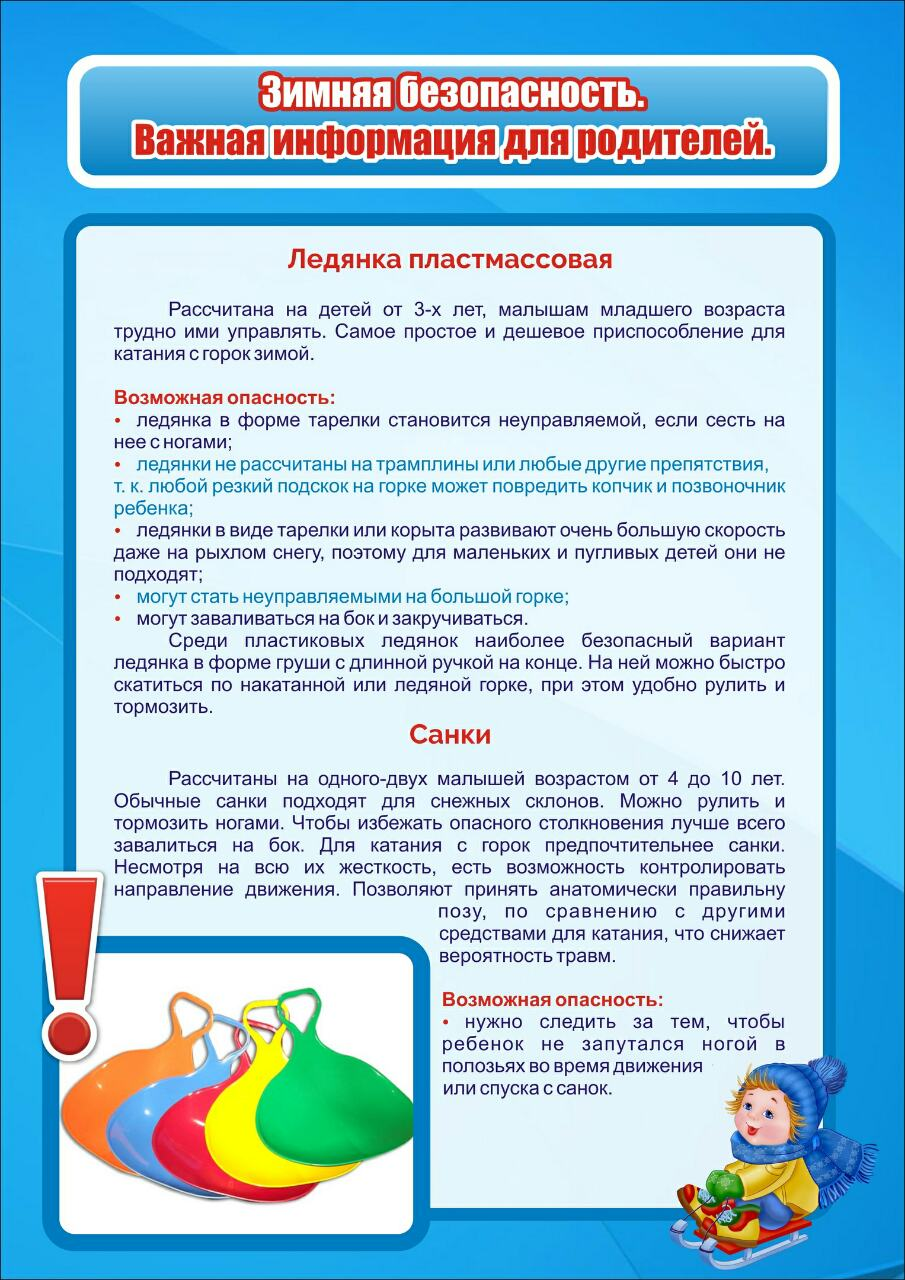 Зимняя безопасность.
Важная информация для родителей.
Ледянка пластмассовая
Рассчитана на детей от 3-х лет, малышам младшего возраста
трудно ими управлять. Самое простое и дешевое приспособление для
катания с горок зимой.
Возможная опасность:
• ледянка в форме тарелки становится неуправляемой, если сесть на
нее с ногами;
• ледянки не рассчитаны на трамплины или любые другие препятствия,
т. к. любой резкий подскок на горке может повредить копчик и позвоночник
ребенка;
• ледянки в виде тарелки или корыта развивают очень большую скорость
даже на рыхлом снегу, поэтому для маленьких и пугливых детей они не
подходят;
• могут стать неуправляемыми на большой горке;
• могут заваливаться на бок и закручиваться.
Среди пластиковых ледянок наиболее безопасный вариант
ледянка в форме груши с длинной ручкой на конце. На ней можно быстро
скатиться по накатанной или ледяной горке, при этом удобно рулить и
тормозить.
Санки
Рассчитаны на одного-двух малышей возрастом от 4 до 10 лет.
Обычные санки подходят для снежных склонов. Можно рулить и
тормозить ногами. Чтобы избежать опасного столкновения лучше всего
завалиться на бок. Для катания с горок предпочтительнее санки.
Несмотря на всю их жесткость, есть возможность контролировать
направление движения. Позволяют принять анатомически правильну
позу, по сравнению с другими
средствами для катания, что снижает
вероятность травм.
Возможная опасность:
• нужно следить за тем, чтобы
ребенок не запутался ногой в
полозьях во время движения
или спуска с санок.